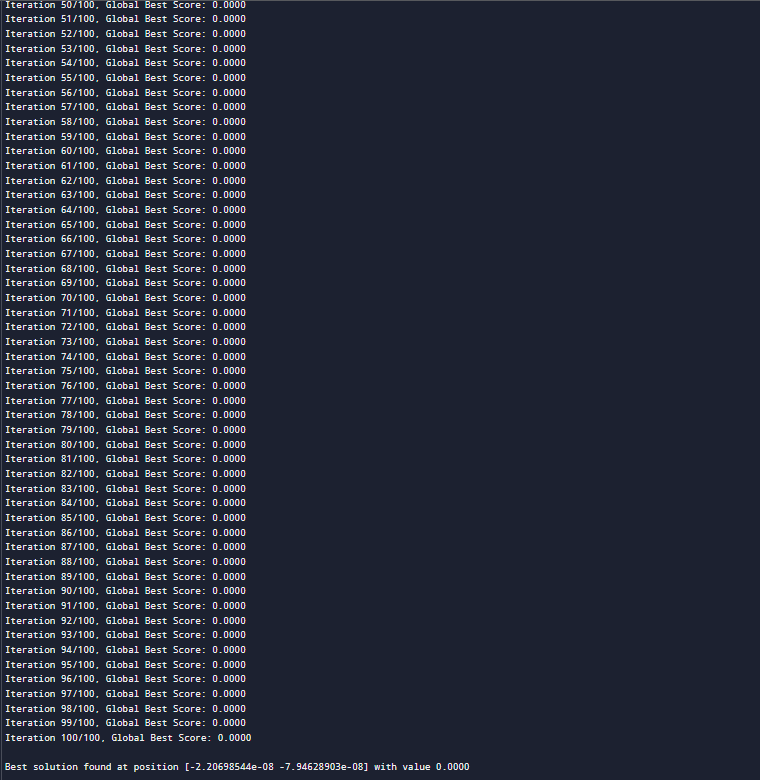 Iteration 50/100, Global Best Score: 0.0000
Iteration 51/100, Global Best Score: 0.0000
Iteration 52/100, Global Best Score: 0.0000
Iteration 53/100, Global Best Score: 0.0000
Iteration 54/100, Global Best Score: 0.0000
Iteration 55/100, Global Best Score: 0.0000
Iteration 56/100, Global Best Score: 0.0000
Iteration 57/100, Global Best Score: 0.0000
Iteration 58/100, Global Best Score: 0.0000
Iteration 59/100, Global Best Score: 0.0000
Iteration 60/100, Global Best Score: 0.0000
Iteration 61/100, Global Best Score: 0.0000
Iteration 62/100, Global Best Score: 0.0000
Iteration 63/100, Global Best Score: 0.0000
Iteration 64/100, Global Best Score: 0.0000
Iteration 65/100, Global Best Score: 0.0000
Iteration 66/100, Global Best Score: 0.0000
Iteration 67/100, Global Best Score: 0.0000
Iteration 68/100, Global Best Score: 0.0000
Iteration 69/100, Global Best Score: 0.0000
Iteration 70/100, Global Best Score: 0.0000
Iteration 71/100, Global Best Score: 0.0000
Iteration 72/100, Global Best Score: 0.0000
Iteration 73/100, Global Best Score: 0.0000
Iteration 74/100, Global Best Score: 0.0000
Iteration 75/100, Global Best Score: 0.0000
Iteration 76/100, Global Best Score: 0.0000
Iteration 77/100, Global Best Score: 0.0000
Iteration 78/100, Global Best Score: 0.0000
Iteration 79/100, Global Best Score: 0.0000
Iteration 80/100, Global Best Score: 0.0000
Iteration 81/100, Global Best Score: 0.0000
Iteration 82/100, Global Best Score: 0.0000
Iteration 83/100, Global Best Score: 0.0000
Iteration 84/100, Global Best Score: 0.0000
Iteration 85/100, Global Best Score: 0.0000
Iteration 86/100, Global Best Score: 0.0000
Iteration 87/100, Global Best Score: 0.0000
Iteration 88/100, Global Best Score: 0.0000
Iteration 89/100, Global Best Score: 0.0000
Iteration 90/100, Global Best Score: 0.0000
Iteration 91/100, Global Best Score: 0.0000
Iteration 92/100, Global Best Score: 0.0000
Iteration 93/100, Global Best Score: 0.0000
Iteration 94/100, Global Best Score: 0.0000
Iteration 95/100, Global Best Score: 0.0000
Iteration 96/100, Global Best Score: 0.0000
Iteration 97/100, Global Best Score: 0.0000
Iteration 98/100, Global Best Score: 0.0000
Iteration 99/100, Global Best Score: 0.0000
Iteration 100/100, Global Best Score: 0.0000
Best solution found at position [-2.20698544e-08 -7.94628903e-08] with value 0.0000